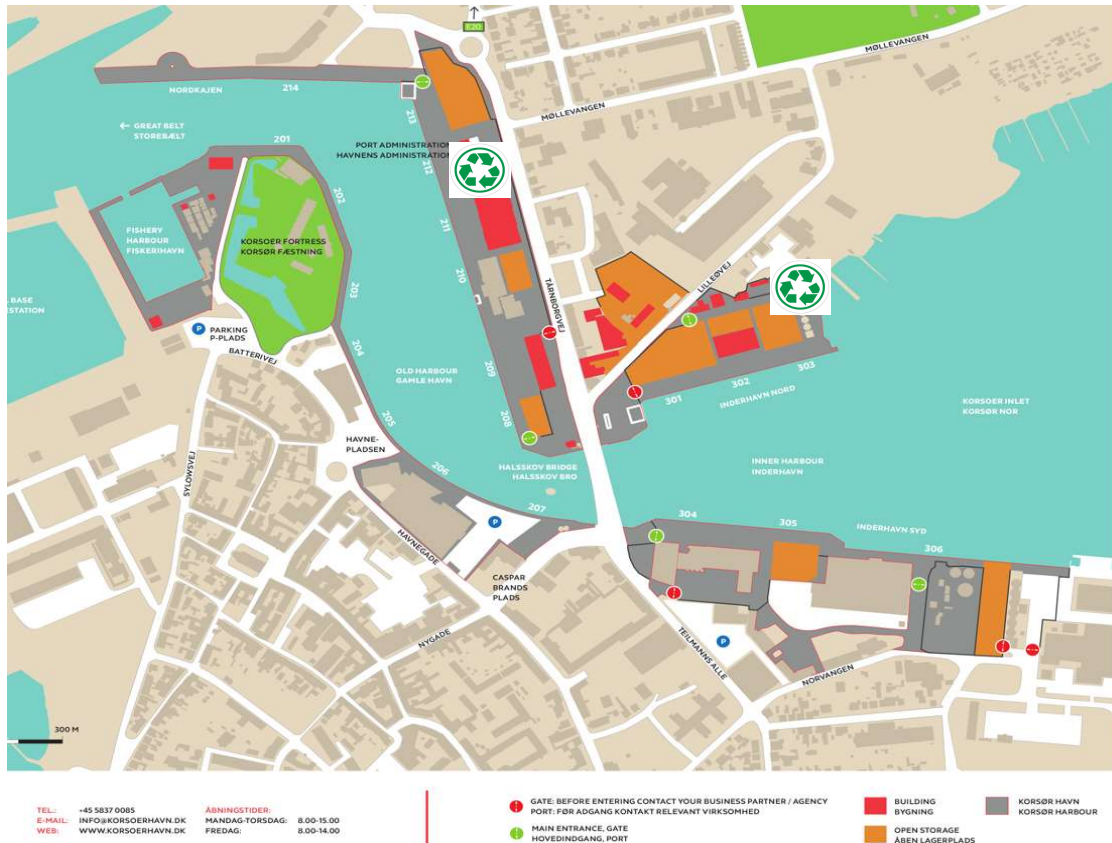 E20
MØLLEVANGEN
NORDKAJEN
214
213
MØLLEVANGEN
← GREAT BELT
STOREBÆLT
201
PORT ADMINISTRATION
HAVNENS ADMINISTRATION
212
202
211
FISHERY
HARBOUR
FISKERIHAVN
KORSOER FORTRESS
KORSØR FÆSTNING
210
TÅRNBORGVEJ
LILLEØVEJ
203
BASE
ESTATION
P
PARKING
P-PLADS
BATTERIVEJ
204
OLD HARBOUR
GAMLE HAVN
209
303
302
301
INDERHAVN NORD
KORSOER INLET
KORSØR NOR
205
208
HAVNE-
PLADSEN
SYLOWSVEJ
206
HALSSKOV BRIDGE
HALSSKOV BRO
INNER HARBOUR
INDERHAVN
207
P
304
305
INDERHAVN SYD
306
HAVNEGADE
CASPAR
BRANDS
PLADS
NYGADE
TEILMANNS ALLE
P
NORVANGEN
300 M
TEL.: +45 5837 0085
E-MAIL: INFO@KORSOERHAVN.DK
WEB: WWW.KORSOERHAVN.DK
ÅBNINGSTIDER:
MANDAG-TORSDAG: 8.00-15.00
FREDAG: 8.00-14.00
GATE: BEFORE ENTERING CONTACT YOUR BUSINESS PARTNER / AGENCY
PORT: FØR ADGANG KONTAKT RELEVANT VIRKSOMHED
MAIN ENTRANCE, GATE
HOVEDINDGANG, PORT
BUILDING
BYGNING
OPEN STORAGE
ÅBEN LAGERPLADS
KORSØR HAVN
KORSØR HARBOUR